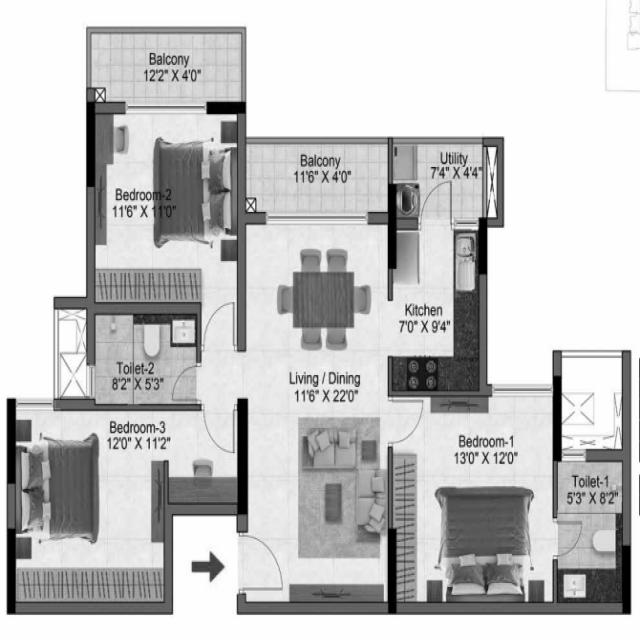 Balcony
12'2" X 4'0"
Balcony
11'6" X 4'0"
Utility
7'4" X 4'4"
Bedroom-2
11'6" X 11'0"
Kitchen
7'0" X 9'4"
Toilet-2
8'2" X 5'3"
Living / Dining
11'6" X 22'0"
Bedroom-3
12'0" X 11'2"
Bedroom-1
13'0" X 12'0"
Toilet-1
5'3" X 8'2"